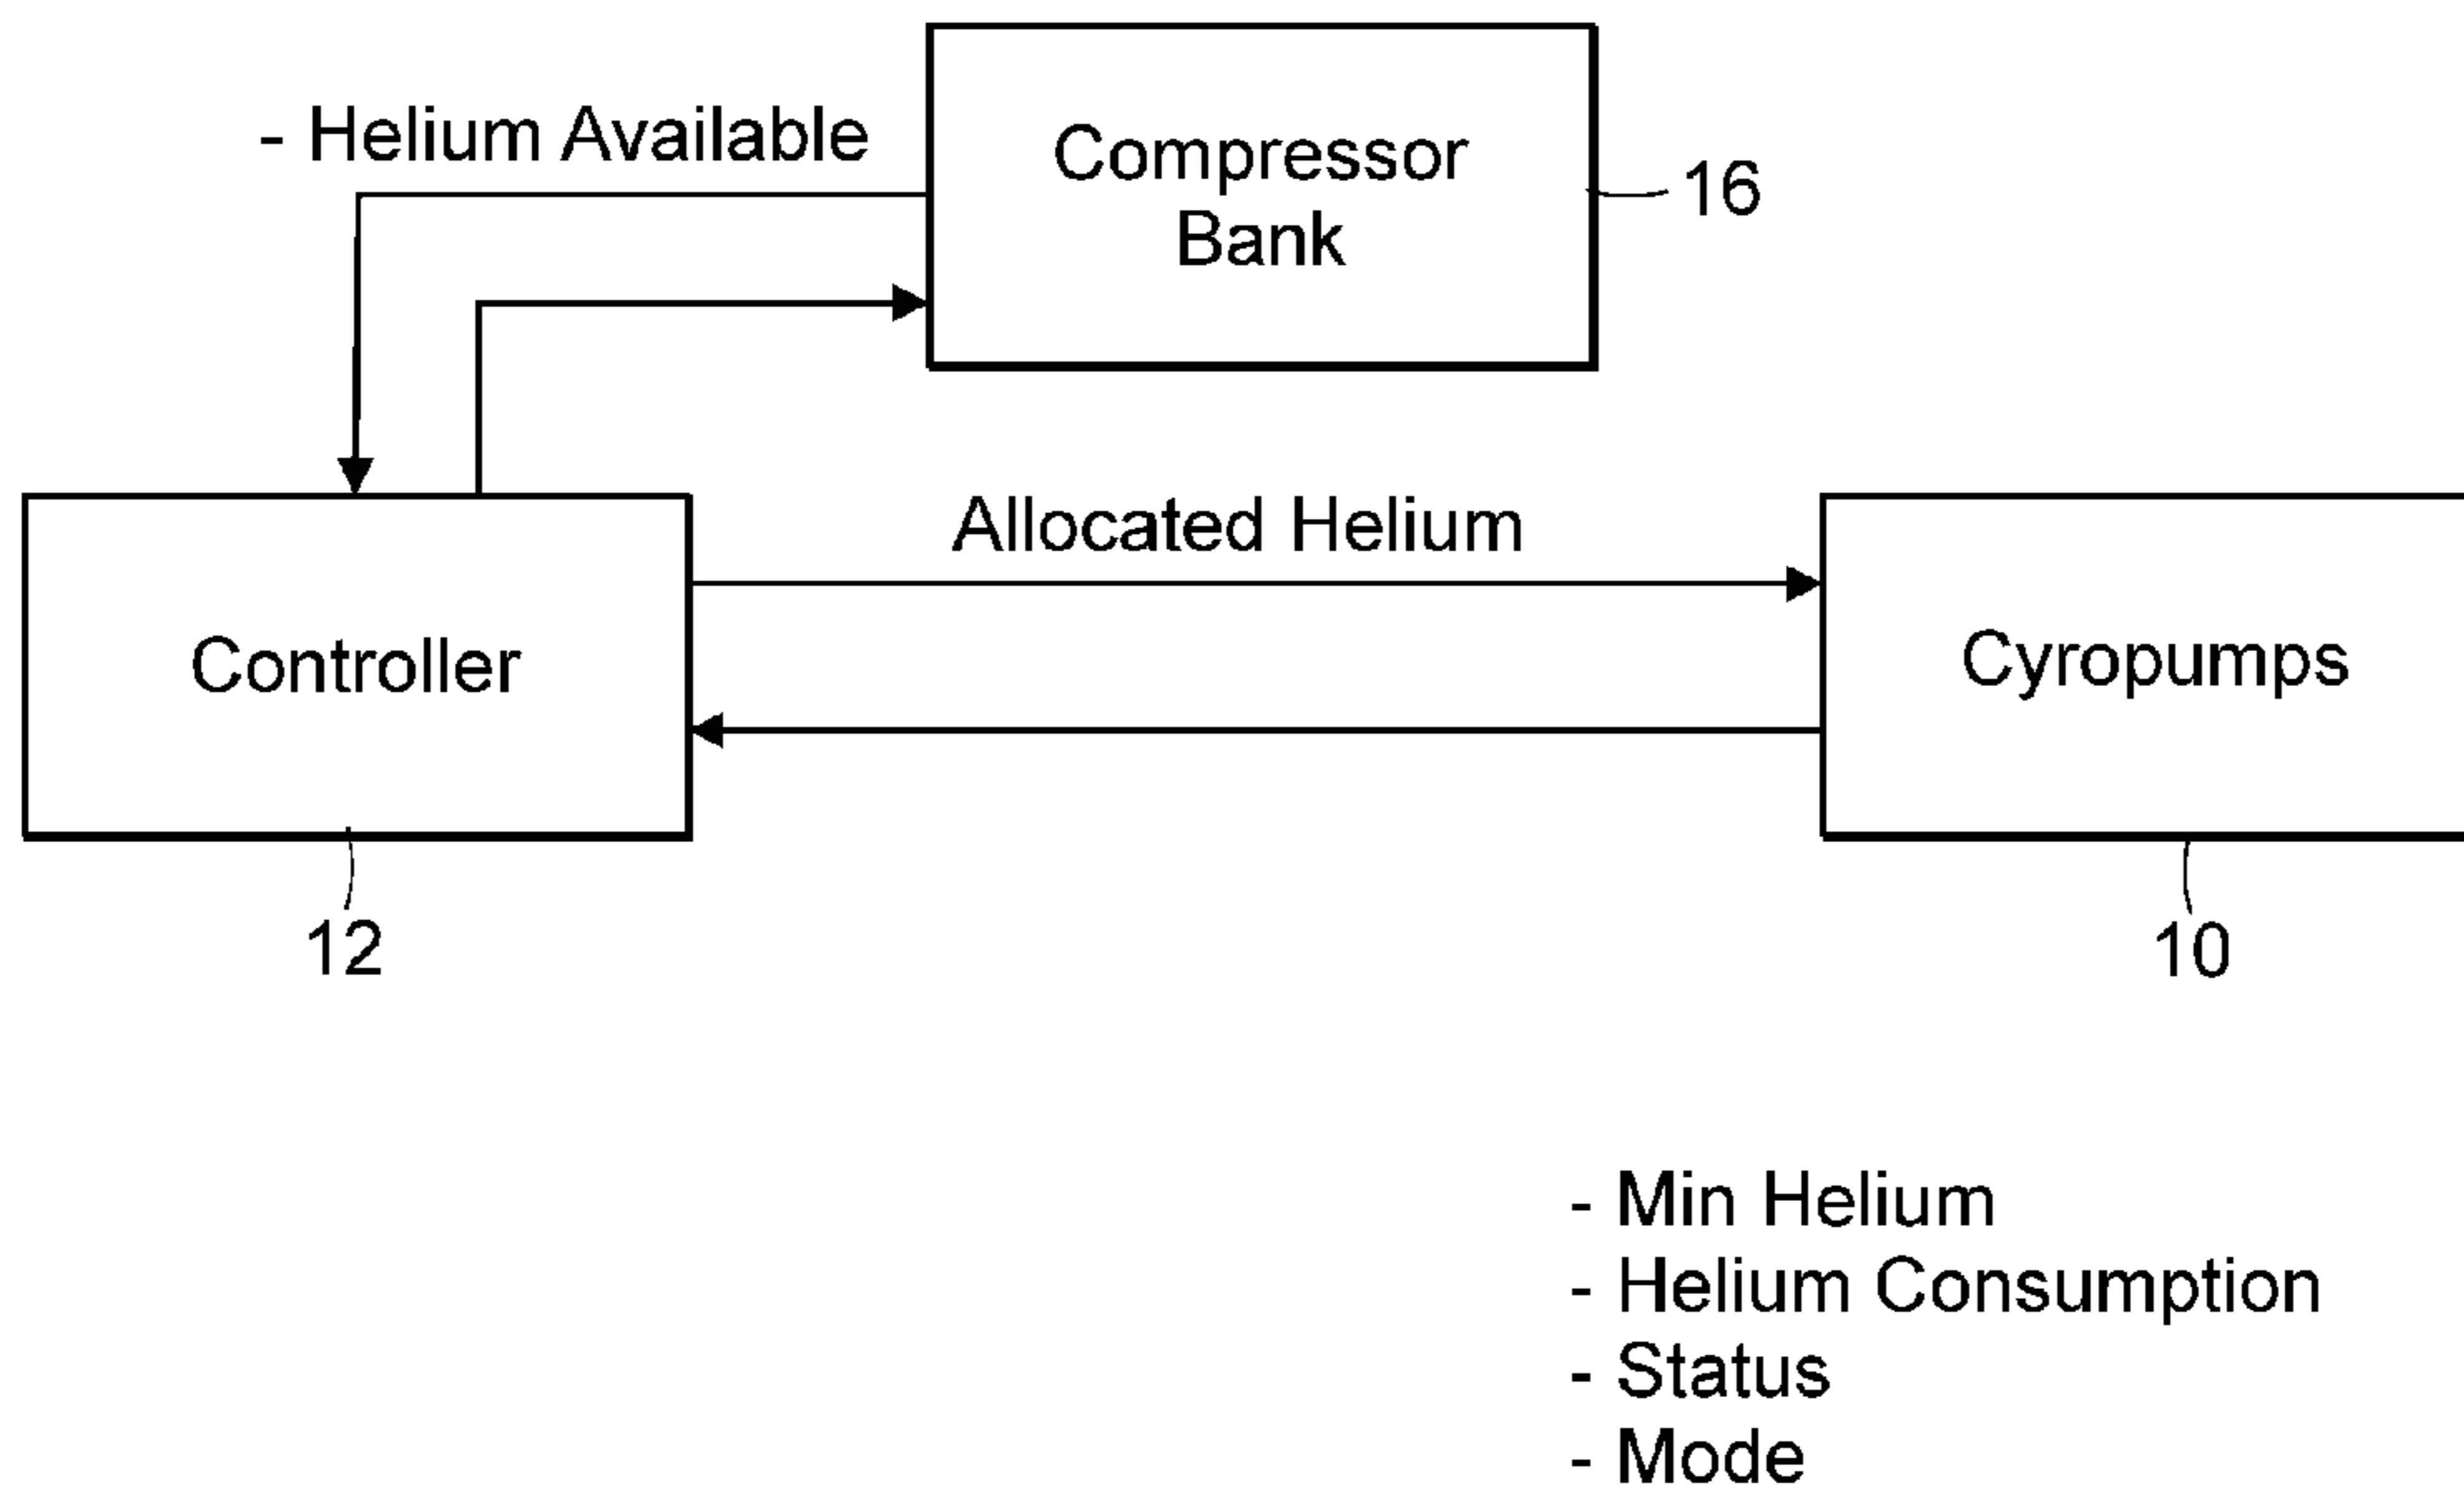 - Helium Available
Compressor
Bank
16
Allocated Helium
Controller
Cyropumps
12
10
- Min Helium
- Helium Consumption
- Status
- Mode